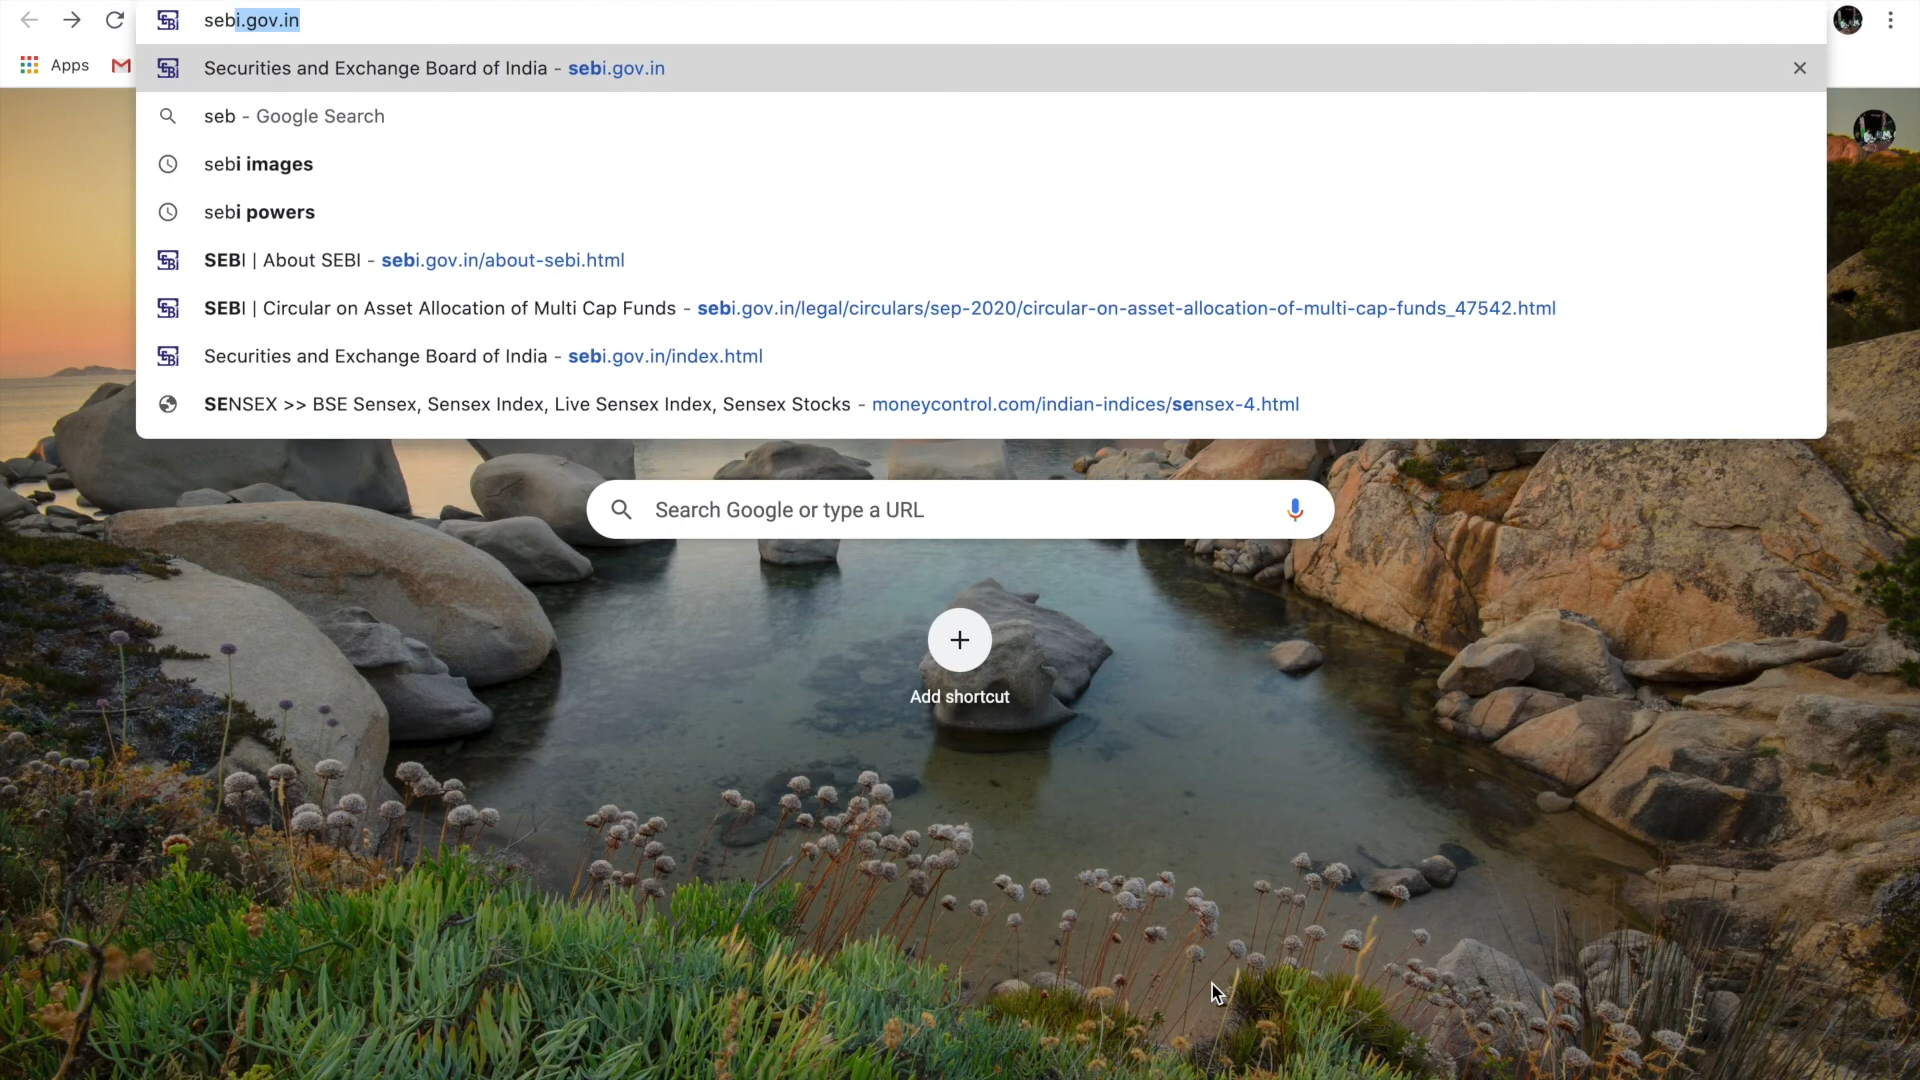 sebi.gov.in
Apps
Securities and Exchange Board of India - sebi.gov.in
seb - Google Search
sebi images
sebi powers
SEBI | About SEBI - sebi.gov.in/about-sebi.html
SEBI | Circular on Asset Allocation of Multi Cap Funds - sebi.gov.in/legal/circulars/sep-2020/circular-on-asset-allocation-of-multi-cap-funds_47542.html
Securities and Exchange Board of India - sebi.gov.in/index.html
SENSEX >> BSE Sensex, Sensex Index, Live Sensex Index, Sensex Stocks - moneycontrol.com/indian-indices/sensex-4.html
Search Google or type a URL
Add shortcut